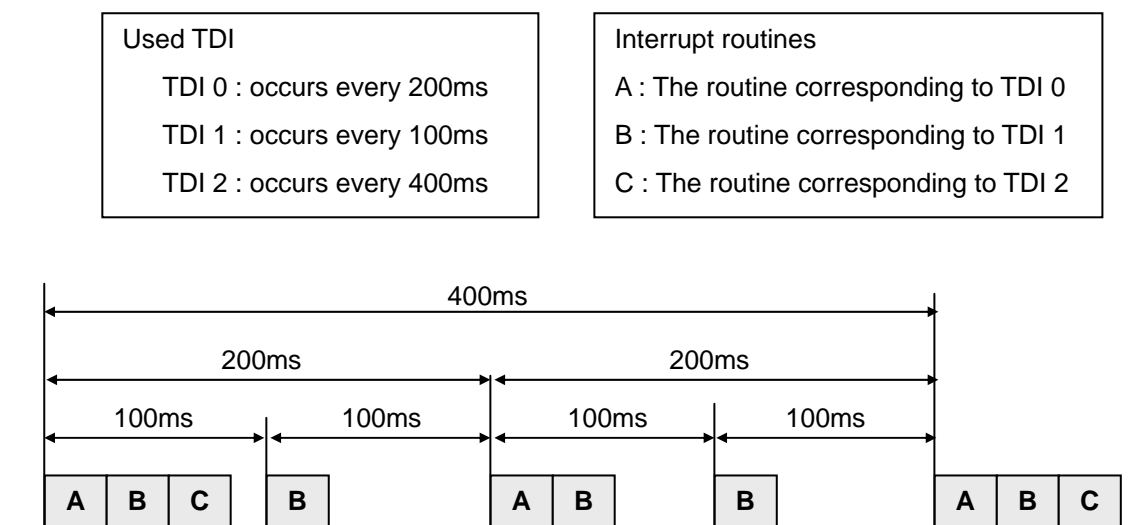 Used TDI
TDI 0 : occurs every 200ms
TDI 1 : occurs every 100ms
TDI 2 : occurs every 400ms
Interrupt routines
A : The routine corresponding to TDI 0
B : The routine corresponding to TDI 1
C : The routine corresponding to TDI 2
400ms
200ms 200ms
100ms 100ms 100ms 100ms
A B C B A B B A B C